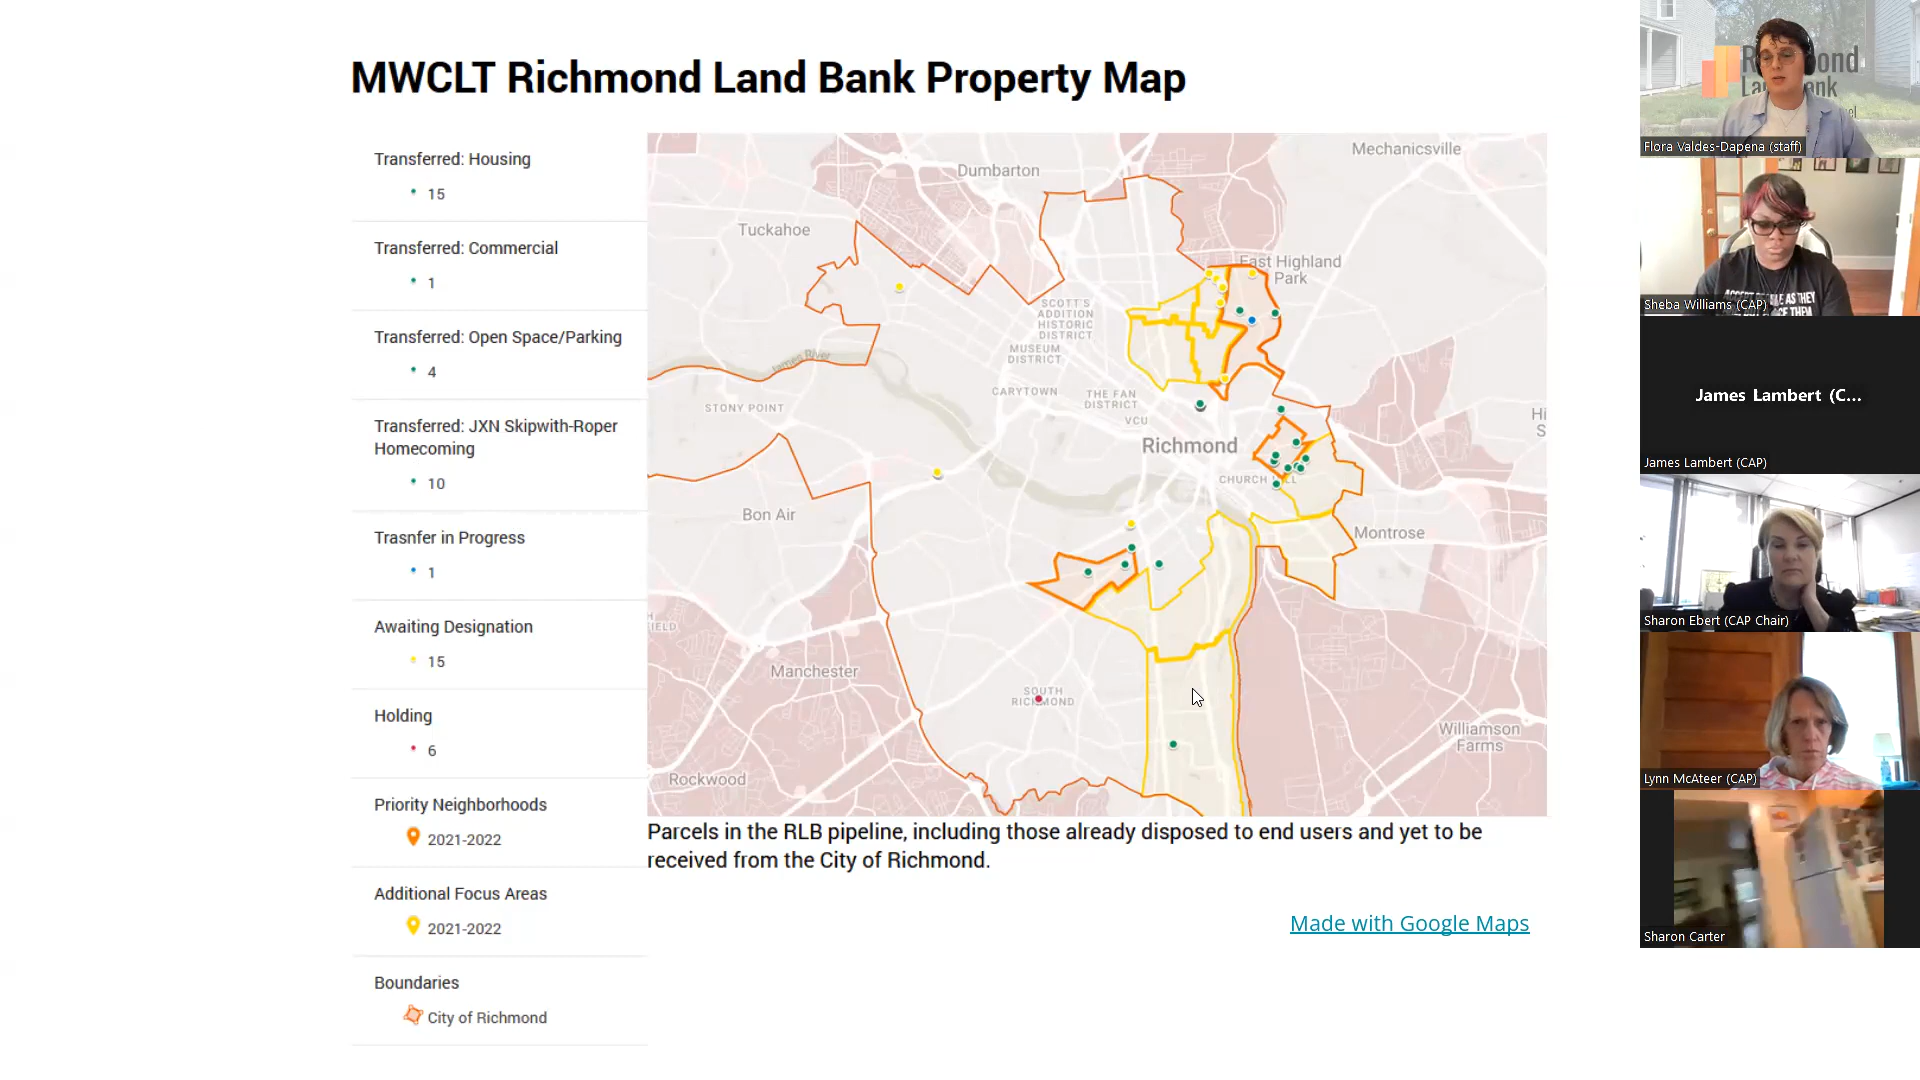 MWCLT Richmond Land Bank Property Map
Transferred: Housing
15
Transferred: Commercial
1
Transferred: Open Space/Parking
4
Transferred: JXN Skipwith-Roper
Homecoming
10
Trasnfer in Progress
1
Awaiting Designation
15
Holding
6
Priority Neighborhoods
2021-2022
Additional Focus Areas
2021-2022
Boundaries
City of Richmond
Mechanicsville
Dumbarton
Tuckahoe
East Highland
Park
SCOTT'S
ADDITION
HISTORIC
DISTRICT
MUSEUM
DISTRICT
James River
CARYTOWN
THE FAN
DISTRICT
STONY POINT
VCU
Richmond
CHURCH
Bon Air
Montrose
Manchester
SOUTH
RICHMOND
Williamson
Farms
Rockwood
Parcels in the RLB pipeline, including those already disposed to end users and yet to be
received from the City of Richmond.
Made with Google Maps
Flora Valdes-Dapena (staff)
Sheba Williams (CAP)
James Lambert (C...
James Lambert (CAP)
Sharon Ebert (CAP Chair)
Lynn McAteer (CAP)
Sharon Carter